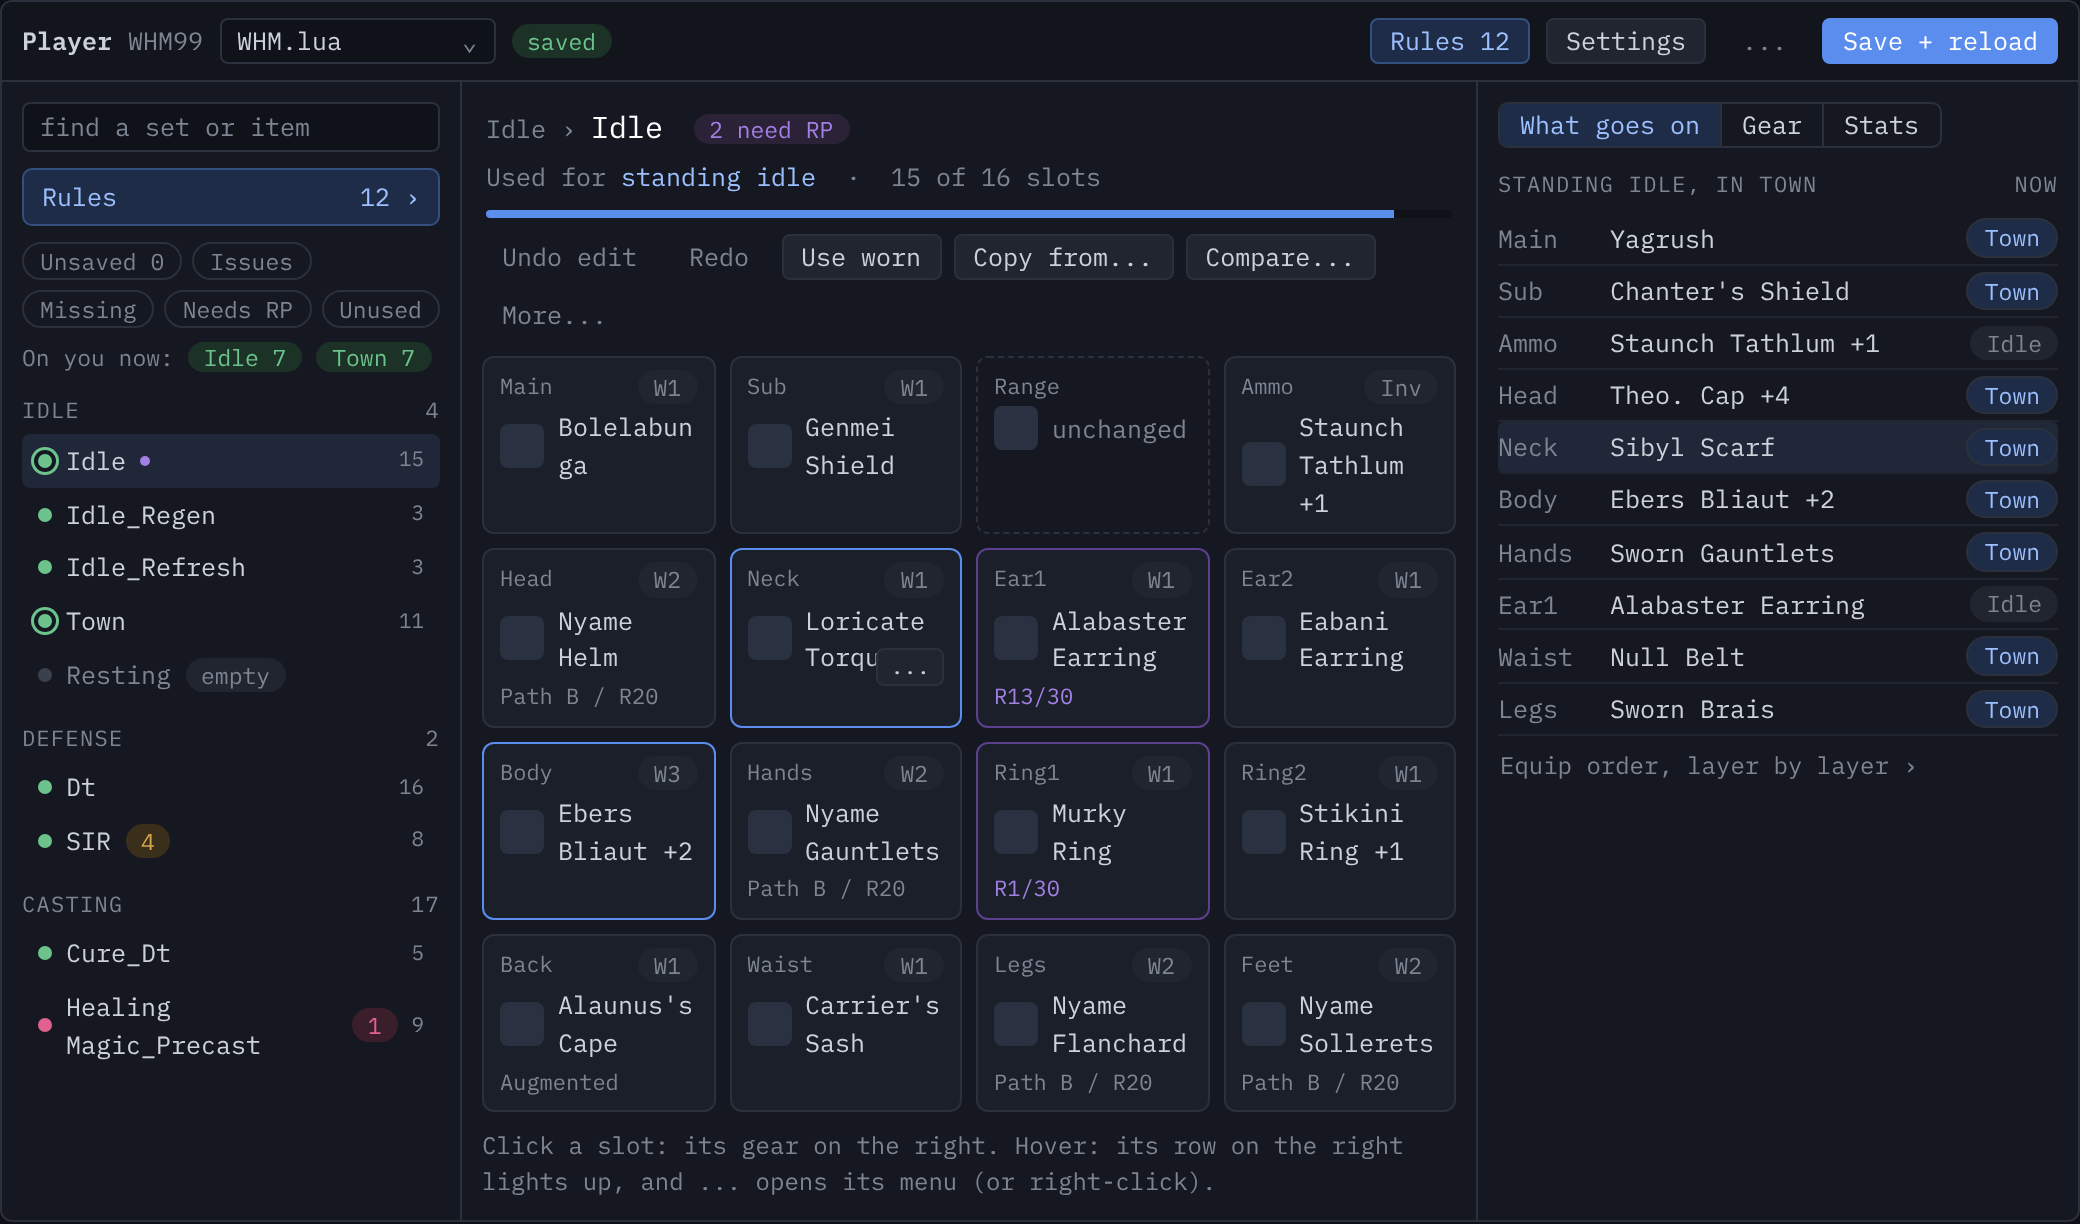 Player WHM99 WHM.lua saved Rules 12 Settings ... Save + reload
find a set or item
Rules 12 ›
Unsaved 0 Issues
Missing Needs RP Unused
On you now: Idle 7 Town 7
IDLE 4
Idle 15
Idle_Regen 3
Idle_Refresh 3
Town 11
Resting empty
DEFENSE 2
Dt 16
SIR 4 8
CASTING 17
Cure_Dt 5
Healing
Magic_Precast 1 9
Idle › Idle 2 need RP
Used for standing idle · 15 of 16 slots
Undo edit Redo Use worn Copy from... Compare...
More...
Main W1
Bolelabun
ga
Sub W1
Genmei
Shield
Range
unchanged
Ammo Inv
Staunch
Tathlum
+1
Head W2
Nyame
Helm
Path B / R20
Neck W1
Loricate
Torqu ...
Ear1 W1
Alabaster
Earring
R13/30
Ear2 W1
Eabani
Earring
Body W3
Ebers
Bliaut +2
Hands W2
Nyame
Gauntlets
Path B / R20
Ring1 W1
Murky
Ring
R1/30
Ring2 W1
Stikini
Ring +1
Back W1
Alaunus's
Cape
Augmented
Waist W1
Carrier's
Sash
Legs W2
Nyame
Flanchard
Path B / R20
Feet W2
Nyame
Sollerets
Path B / R20
Click a slot: its gear on the right. Hover: its row on the right
lights up, and ... opens its menu (or right-click).
What goes on Gear Stats
STANDING IDLE, IN TOWN NOW
Main Yagrush Town
Sub Chanter's Shield Town
Ammo Staunch Tathlum +1 Idle
Head Theo. Cap +4 Town
Neck Sibyl Scarf Town
Body Ebers Bliaut +2 Town
Hands Sworn Gauntlets Town
Ear1 Alabaster Earring Idle
Waist Null Belt Town
Legs Sworn Brais Town
Equip order, layer by layer ›